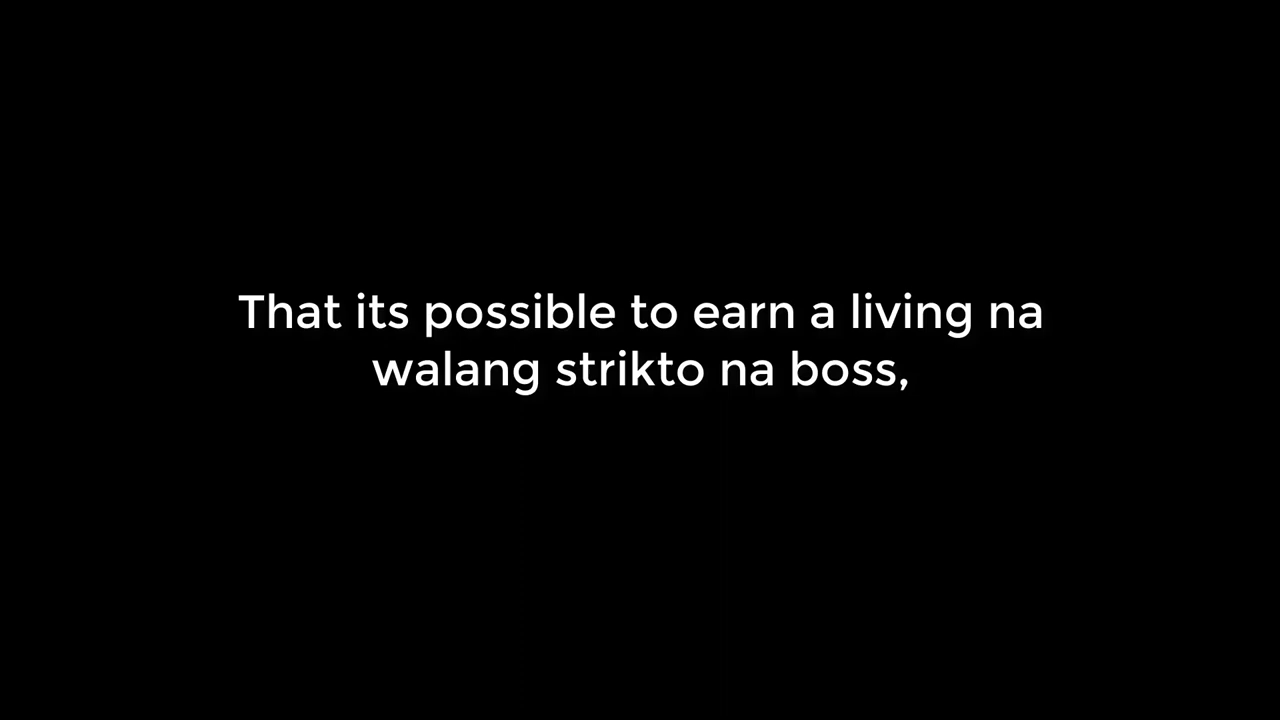 That its possible to earn a living na
walang strikto na boss,